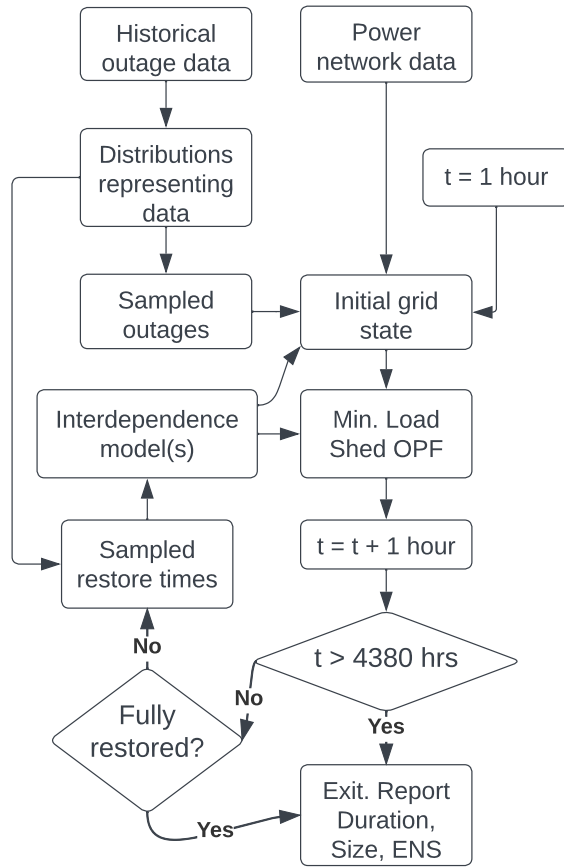 Historical
outage data
Power
network data
Distributions
representing
data
t = 1 hour
Sampled
outages
Initial grid
state
Interdependence
model(s)
Min. Load
Shed OPF
Sampled
restore times
t = t + 1 hour
No
t > 4380 hrs
No
Fully
restored?
Yes
Exit. Report
Duration,
Size, ENS
Yes